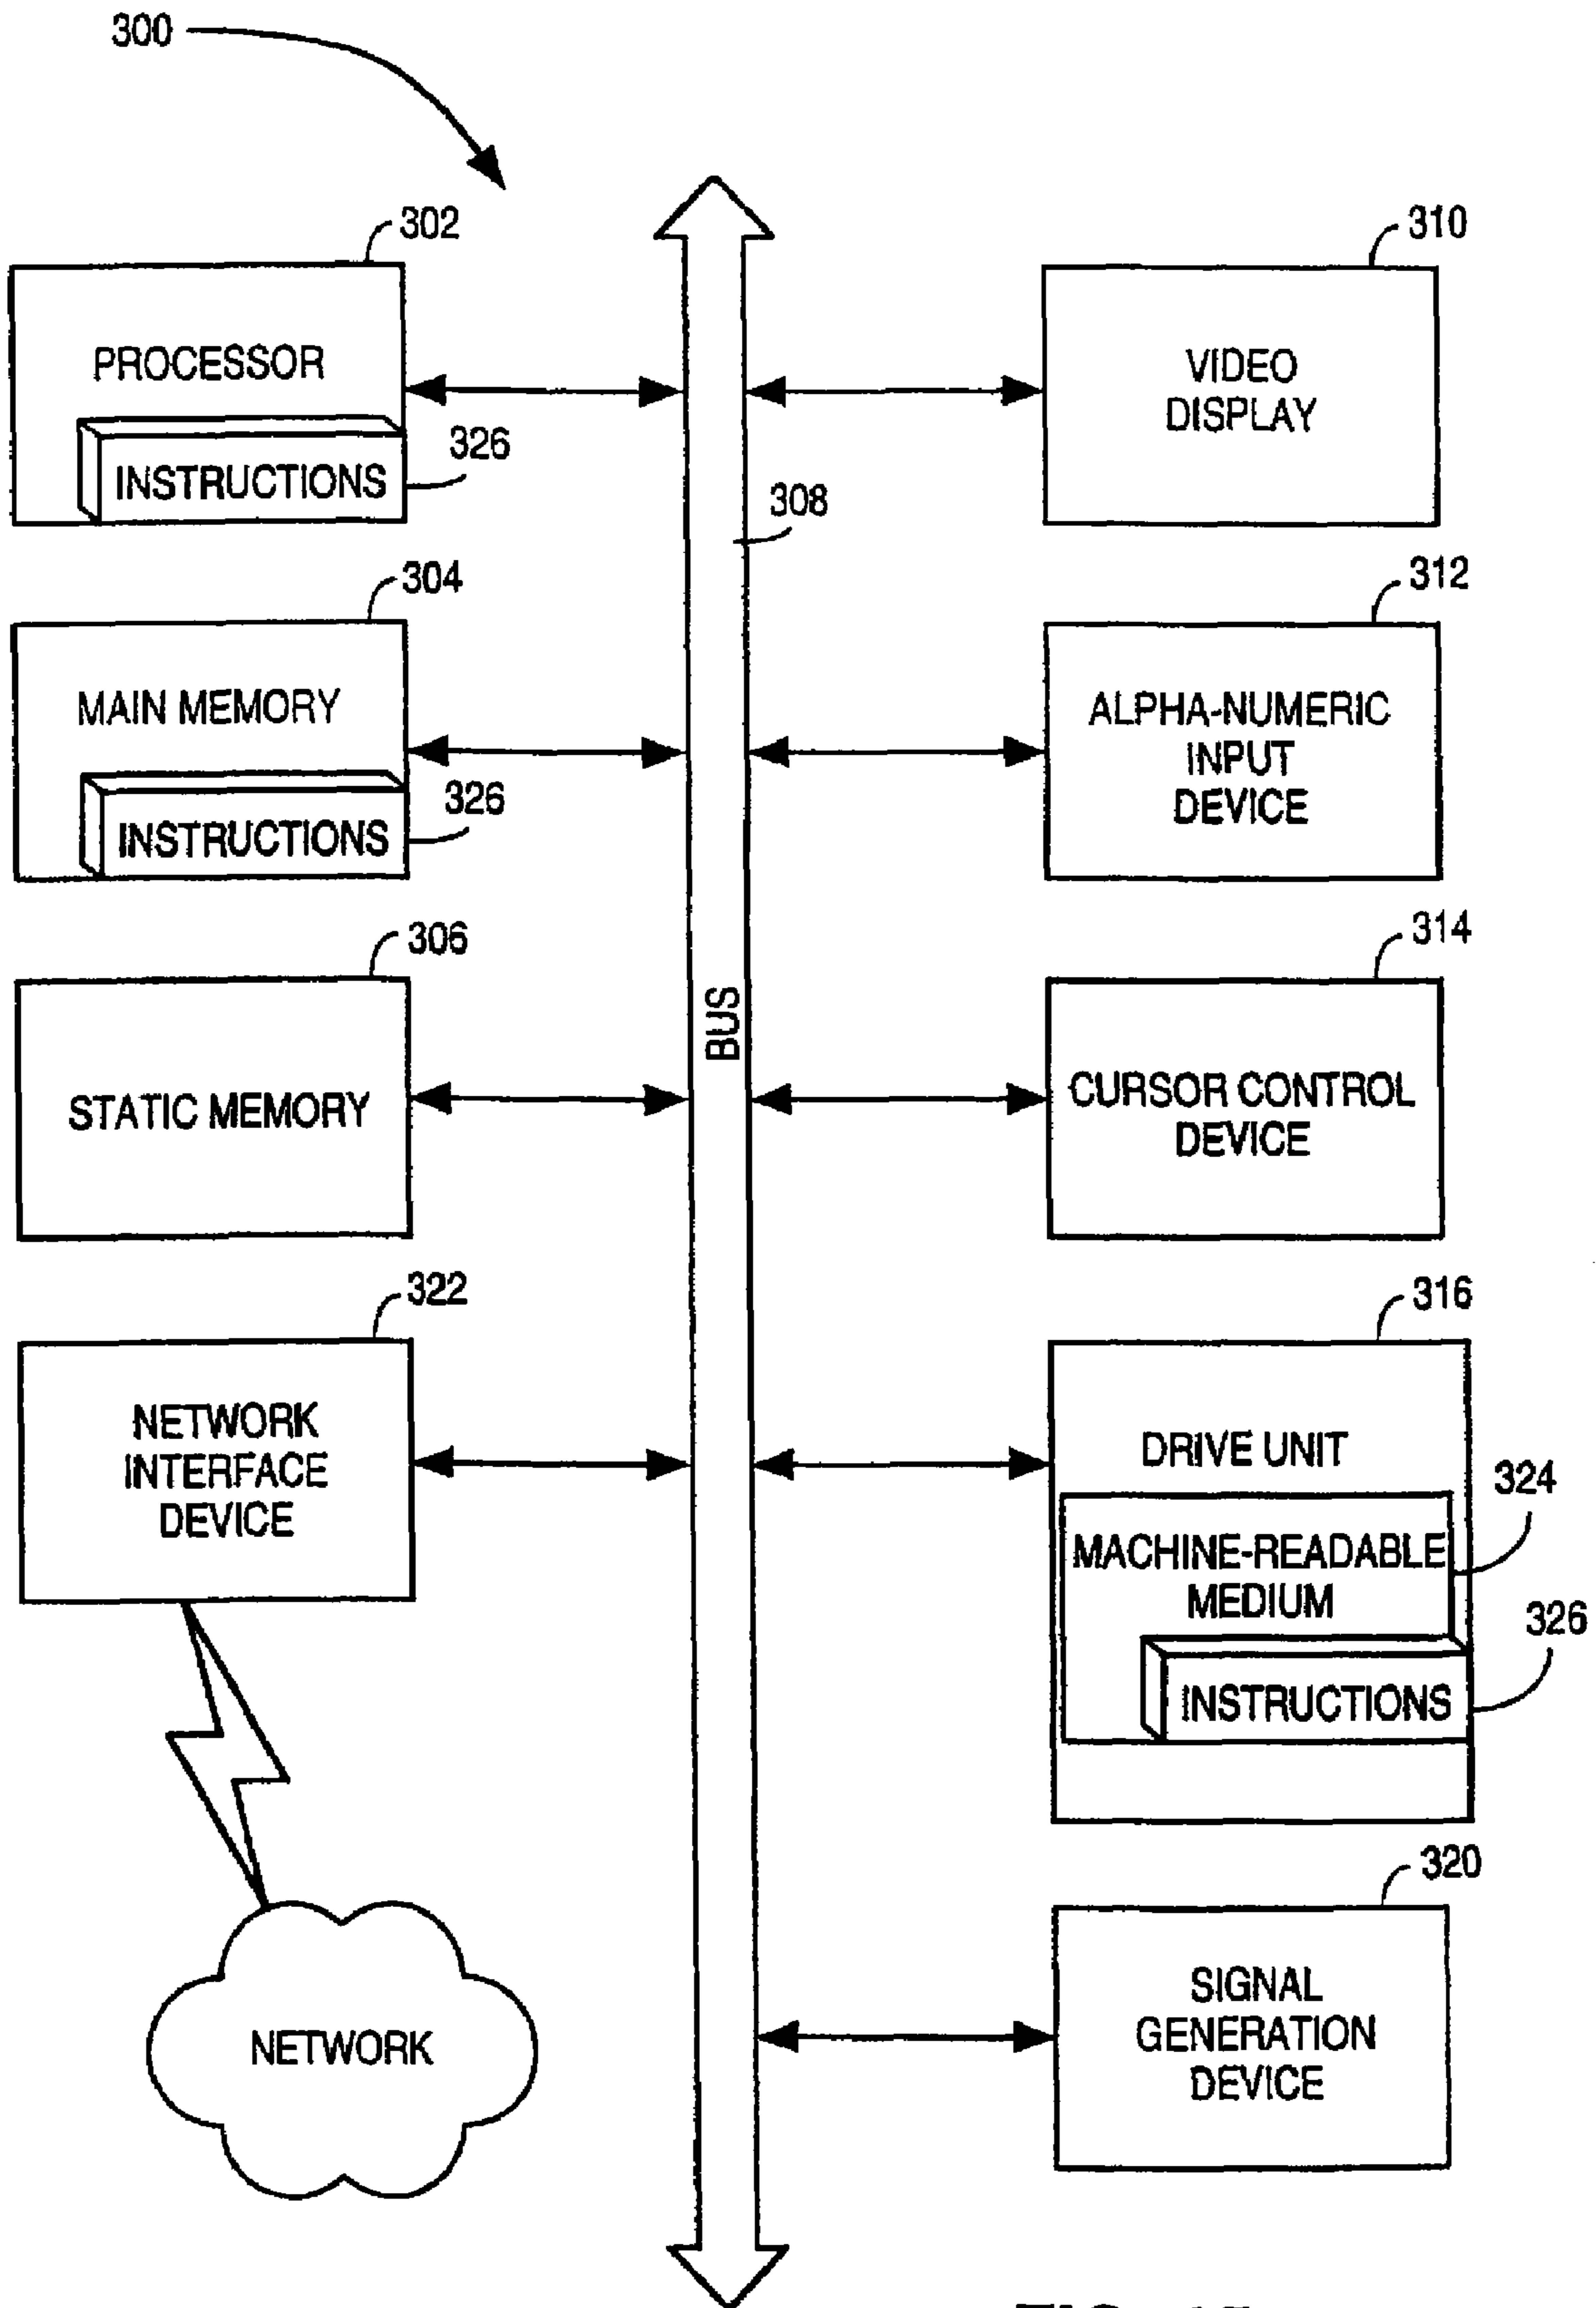 300
302
PROCESSOR
INSTRUCTIONS
326
304
MAIN MEMORY
INSTRUCTIONS
326
306
STATIC MEMORY
322
NETWORK
INTERFACE
DEVICE
NETWORK
308
BUS
310
VIDEO
DISPLAY
312
ALPHA-NUMERIC
INPUT
DEVICE
314
CURSOR CONTROL
DEVICE
316
DRIVE UNIT
324
MACHINE-READABLE
MEDIUM
326
INSTRUCTIONS
320
SIGNAL
GENERATION
DEVICE